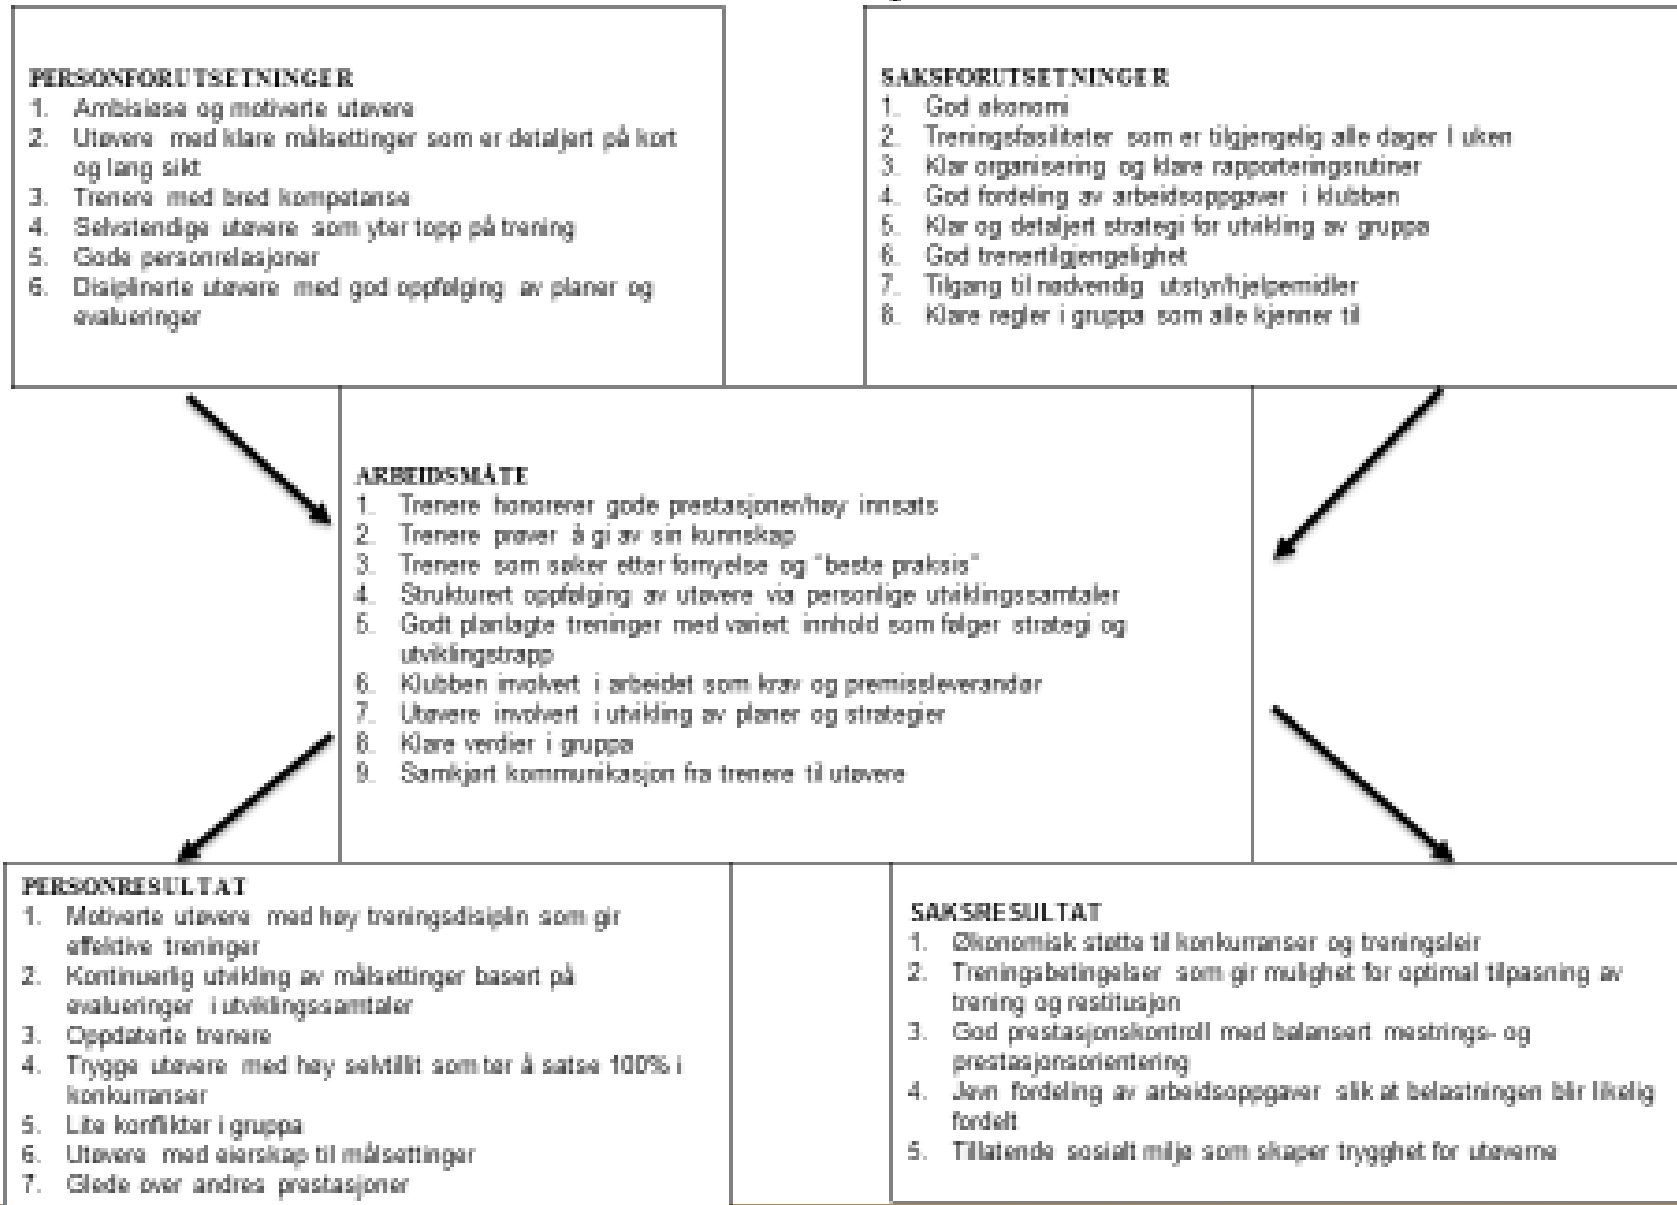 PERSONFORUTSETNINGER
1. Ambisiøse og motiverte utøvere
2. Utøvere med klare målsettinger som er detaljert på kort
og lang sikt
3. Trenere med bred kompetanse
4. Selvstendige utøvere som yter topp på trening
5. Gode personrelasjoner
6. Disiplinerte utøvere med god oppfølging av planer og
evalueringer
SAKSFORUTSETNINGER
1. God økonomi
2. Treningsfasiliteter som er tilgjengelig alle dager I uken
3. Klar organisering og klare rapporteringsrutiner
4. God fordeling av arbeidsoppgaver i klubben
5. Klar og detaljert strategi for utvikling av gruppa
6. God trenertilgjengelighet
7. Tilgang til nødvendig utstyr/hjelpemidler
8. Klare regler i gruppa som alle kjenner til
ARBEIDSMÅTE
1. Trenere honorerer gode prestasjoner/høy innsats
2. Trenere prøver å gi av sin kunnskap
3. Trenere som søker etter fornyelse og "beste praksis"
4. Strukturert oppfølging av utøvere via personlige utviklingssamtaler
5. Godt planlagte treninger med variert innhold som følger strategi og
utviklingstrapp
6. Klubben involvert i arbeidet som krav og premissleverandør
7. Utøvere involvert i utvikling av planer og strategier
8. Klare verdier i gruppa
9. Samkjørt kommunikasjon fra trenere til utøvere
PERSONRESULTAT
1. Motiverte utøvere med høy treningsdisiplin som gir
effektive treninger
2. Kontinuerlig utvikling av målsettinger basert på
evalueringer i utviklingssamtaler
3. Oppdaterte trenere
4. Trygge utøvere med høy selvtillit som tør å satse 100% i
konkurranser
5. Lite konflikter i gruppa
6. Utøvere med eierskap til målsettinger
7. Glede over andres prestasjoner
SAKSRESULTAT
1. Økonomisk støtte til konkurranser og treningsleir
2. Treningsbetingelser som gir mulighet for optimal tilpasning av
trening og restitusjon
3. God prestasjonskontroll med balansert mestrings- og
prestasjonsorientering
4. Jevn fordeling av arbeidsoppgaver slik at belastningen blir likelig
fordelt
5. Tillatende sosialt miljø som skaper trygghet for utøverne